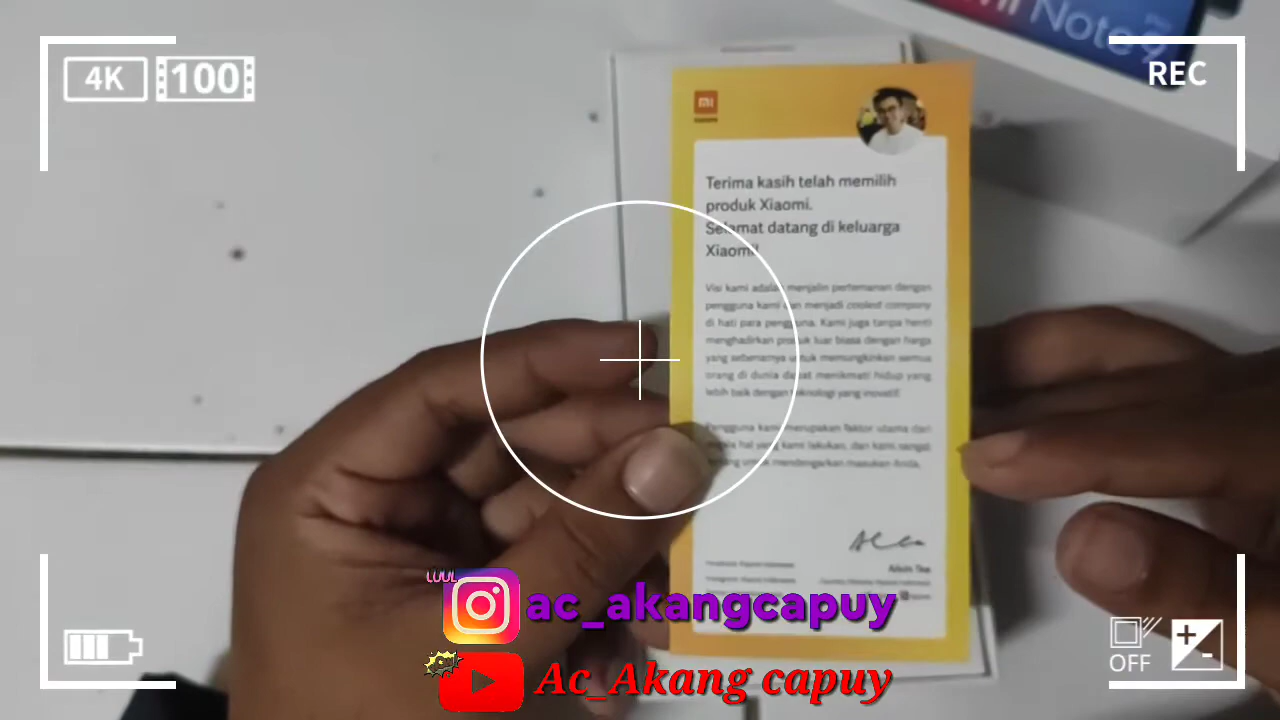 4K 100
REC
Note 9
mi
Terima kasih telah memilih
produk Xiaomi.
Selamat datang di keluarga
Xiaomi!
Visi kami adalah menjalin pertemanan dengan
pengguna kami dan menjadi coolest company
di hati para pengguna. Kami juga tanpa henti
menghadirkan produk luar biasa dengan harga
yang sebenarnya untuk memungkinkan semua
orang di dunia dapat menikmati hidup yang
lebih baik dengan teknologi yang inovatif.
Pengguna kami merupakan faktor utama dari
segala hal yang kami lakukan, dan kami sangat
senang untuk mendengarkan masukan Anda.
Alvin Tse
LUUL
ac_akangcapuy
Ac_Akang capuy
OFF